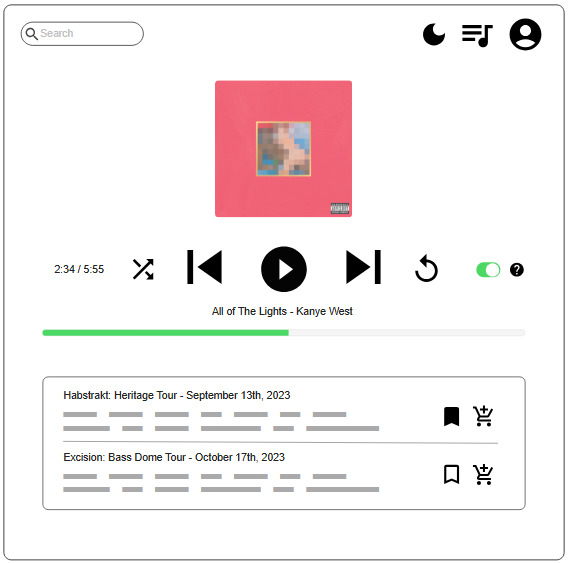 Search
2:34 / 5:55
?
All of The Lights - Kanye West
Habstrakt: Heritage Tour - September 13th, 2023
Excision: Bass Dome Tour - October 17th, 2023